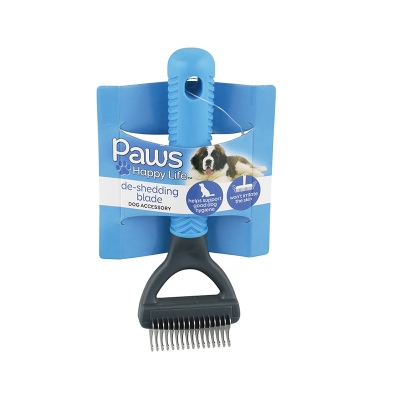 Paws
Happy Life™
de-shedding
blade
DOG ACCESSORY
helps support
good dog
hygiene
won't irritate
the skin